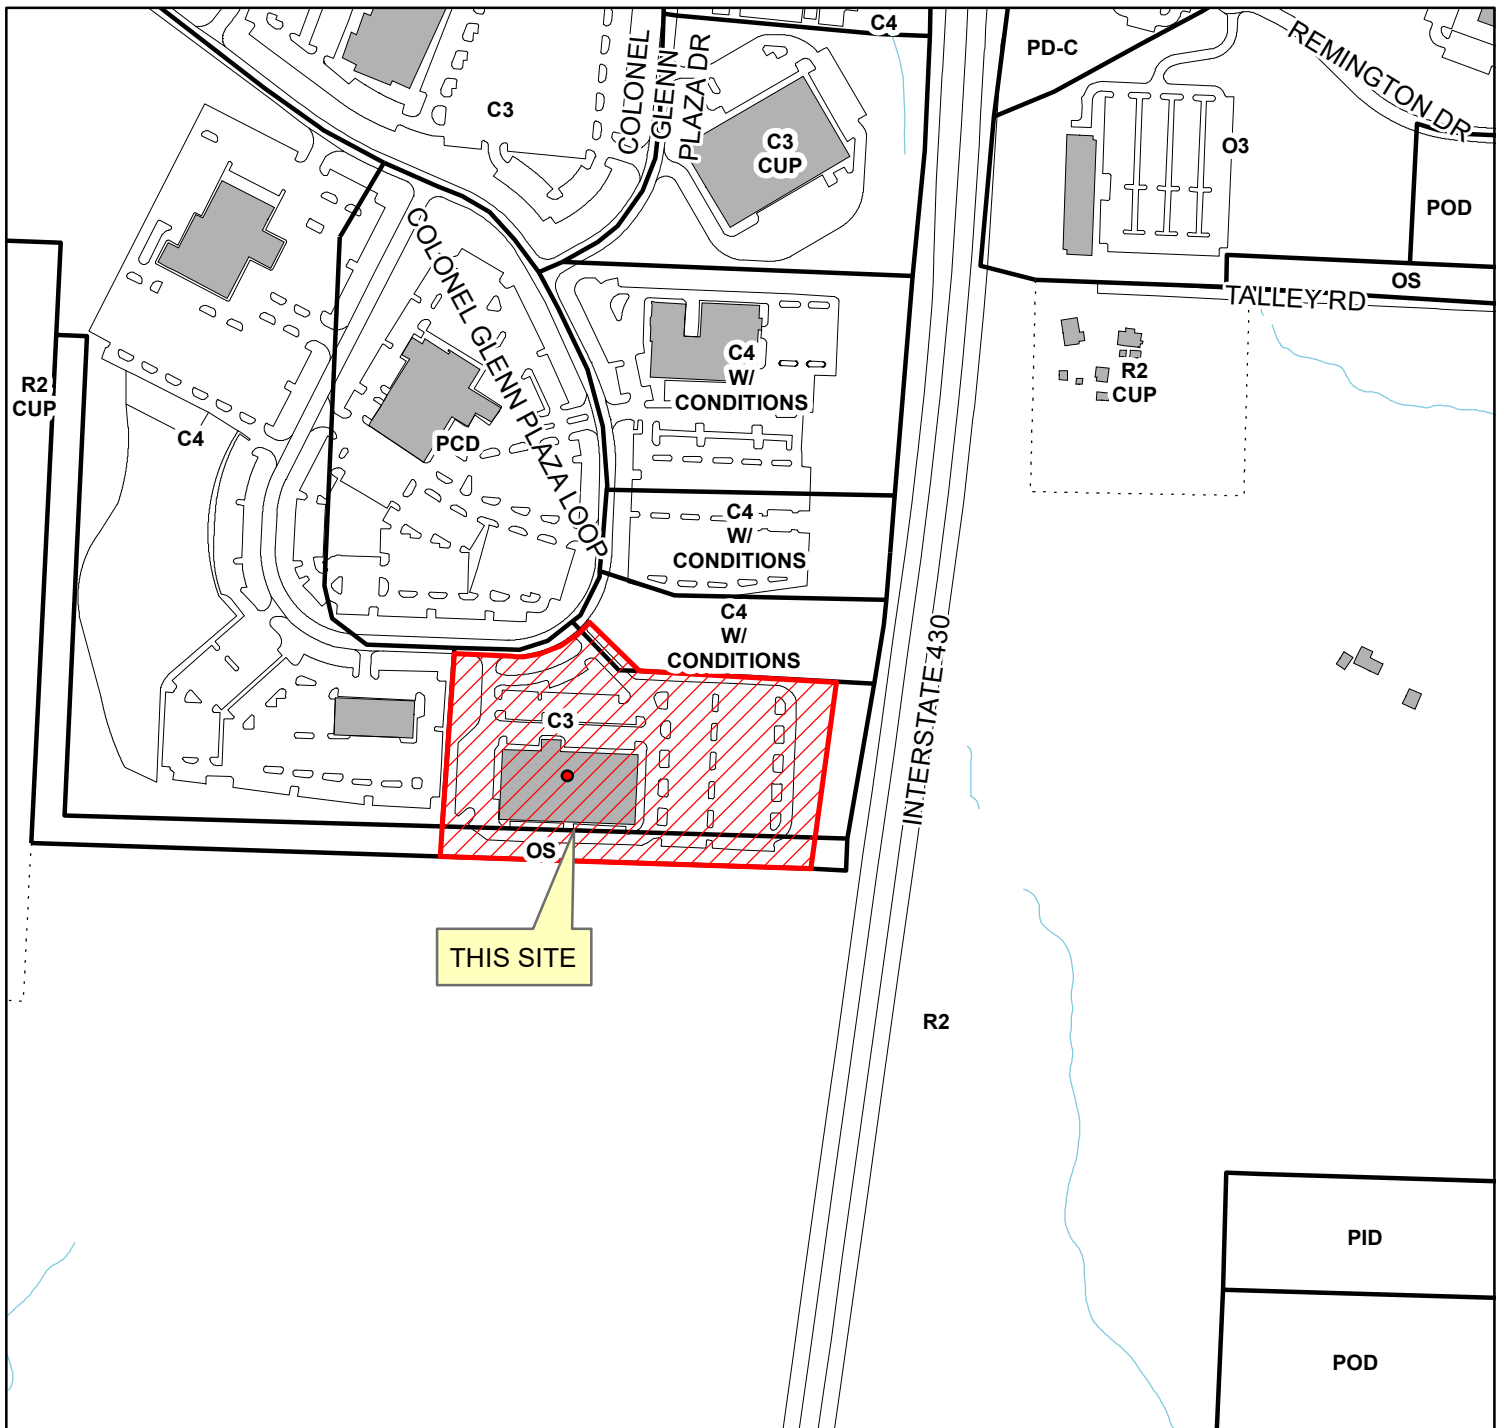 C4
PD-C
REMINGTON DR
C3
COLONEL
GLENN
PLAZA DR
C3
CUP
O3
POD
COLONEL GLENN PLAZA LOOP
OS
TALLEY RD
R2
CUP
C4
W/
CONDITIONS
R2
CUP
C4
PCD
C4
W/
CONDITIONS
C4
W/
CONDITIONS
INTERSTATE 430
C3
OS
THIS SITE
R2
PID
POD